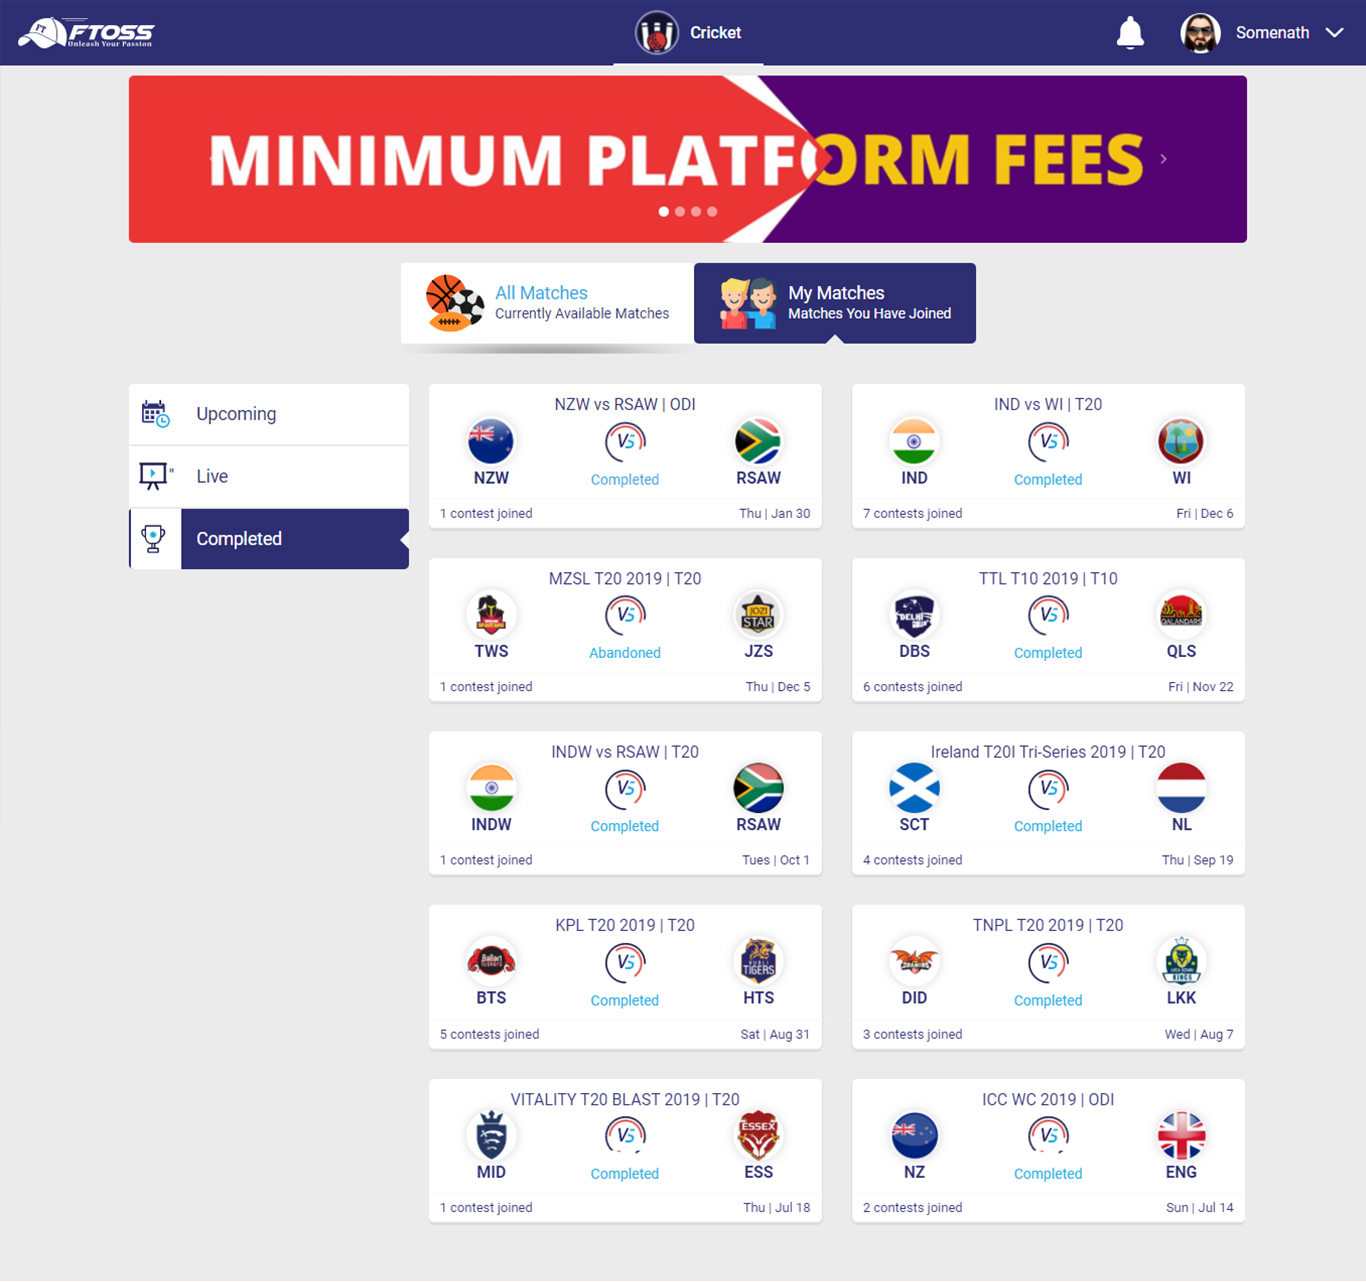 FTOSS
Unleash Your Passion
Cricket
Somenath
MINIMUM PLATFORM FEES
All Matches
Currently Available Matches
My Matches
Matches You Have Joined
Upcoming
Live
Completed
NZW vs RSAW | ODI
VS
NZW
Completed
RSAW
1 contest joined
Thu | Jan 30
IND vs WI | T20
VS
IND
Completed
WI
7 contests joined
Fri | Dec 6
MZSL T20 2019 | T20
JOZI
STAR
VS
TWS
Abandoned
JZS
1 contest joined
Thu | Dec 5
TTL T10 2019 | T10
DELHI
QALANDARS
VS
DBS
Completed
QLS
6 contests joined
Fri | Nov 22
INDW vs RSAW | T20
VS
INDW
Completed
RSAW
1 contest joined
Tues | Oct 1
Ireland T20I Tri-Series 2019 | T20
VS
SCT
Completed
NL
4 contests joined
Thu | Sep 19
KPL T20 2019 | T20
Ballari
TIGERS
VS
BTS
Completed
HTS
5 contests joined
Sat | Aug 31
TNPL T20 2019 | T20
KINGS
VS
DID
Completed
LKK
3 contests joined
Wed | Aug 7
VITALITY T20 BLAST 2019 | T20
ESSEX
VS
MID
Completed
ESS
1 contest joined
Thu | Jul 18
ICC WC 2019 | ODI
VS
NZ
Completed
ENG
2 contests joined
Sun | Jul 14